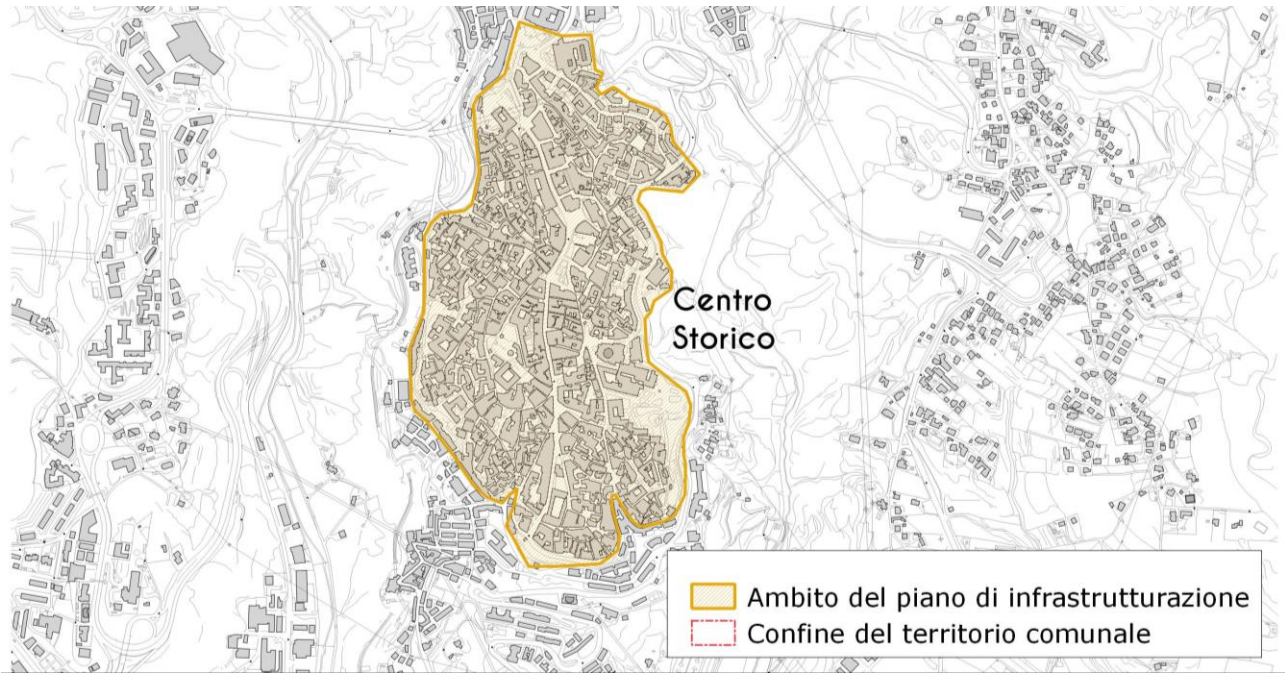 Centro
Storico
Ambito del piano di infrastrutturazione
Confine del territorio comunale